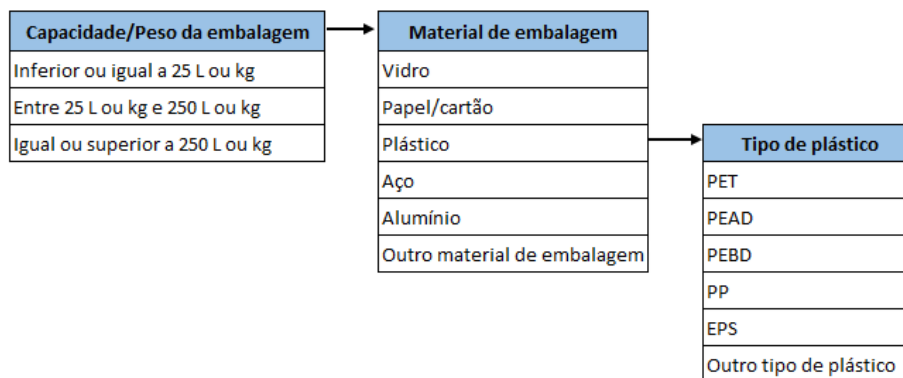 Capacidade/Peso da embalagem
Inferior ou igual a 25 L ou kg
Entre 25 L ou kg e 250 L ou kg
Igual ou superior a 250 L ou kg
Material de embalagem
Vidro
Papel/cartão
Plástico
Aço
Alumínio
Outro material de embalagem
Tipo de plástico
PET
PEAD
PEBD
PP
EPS
Outro tipo de plástico